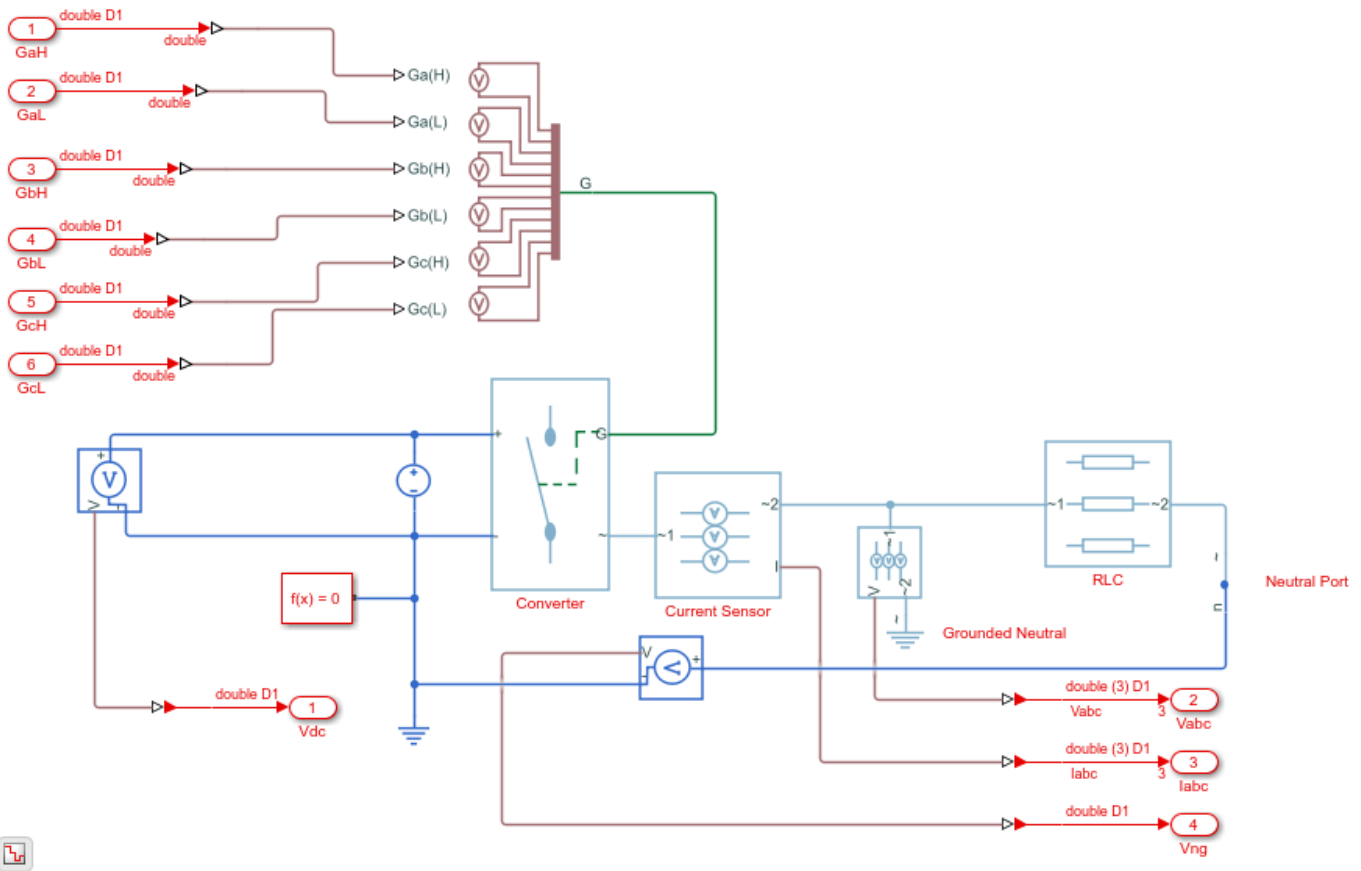 double D1
1
double
GaH
double D1
2
double
GaL
double D1
3
double
GbH
double D1
4
double
GbL
double D1
5
double
GcH
double D1
6
double
GcL
Ga(H)
Ga(L)
Gb(H)
Gb(L)
Gc(H)
Gc(L)
V
V
V
V
V
V
G
+
V
V
-
+
-
+
-
G
~
Converter
~1
~2
V
V
V
I
Current Sensor
~1
V
V
V
V
~2
~
Grounded Neutral
~1
~2
RLC
~
n
Neutral Port
f(x) = 0
V
V
+
-
double D1
1
Vdc
double (3) D1
Vabc
3
2
Vabc
double (3) D1
Iabc
3
3
Iabc
double D1
4
Vng